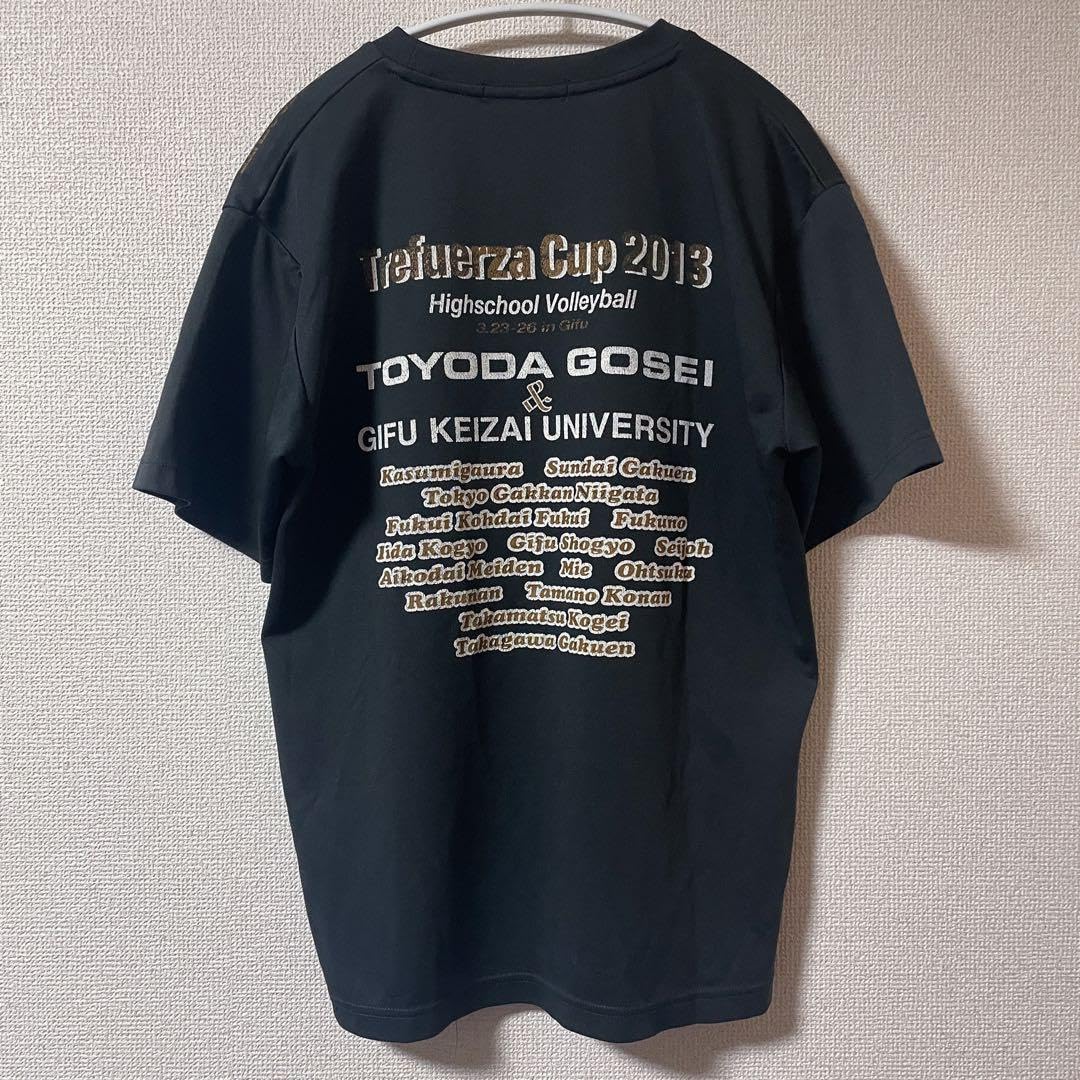 Trefuerza Cup 2013
Highschool Volleyball
3.23-26 in Gifu
TOYODA GOSEI
&
GIFU KEIZAI UNIVERSITY
Kasumigaura Sundai Gakuen
Tokyo Gakkan Niigata
Fukui Kohdai Fukui Fukuno
Iida Kogyo Gifu Shogyo Seijoh
Aikodai Meiden Mie Ohtsuka
Rakunan Tamano Konan
Takamatsu Kogei
Takagawa Gakuen